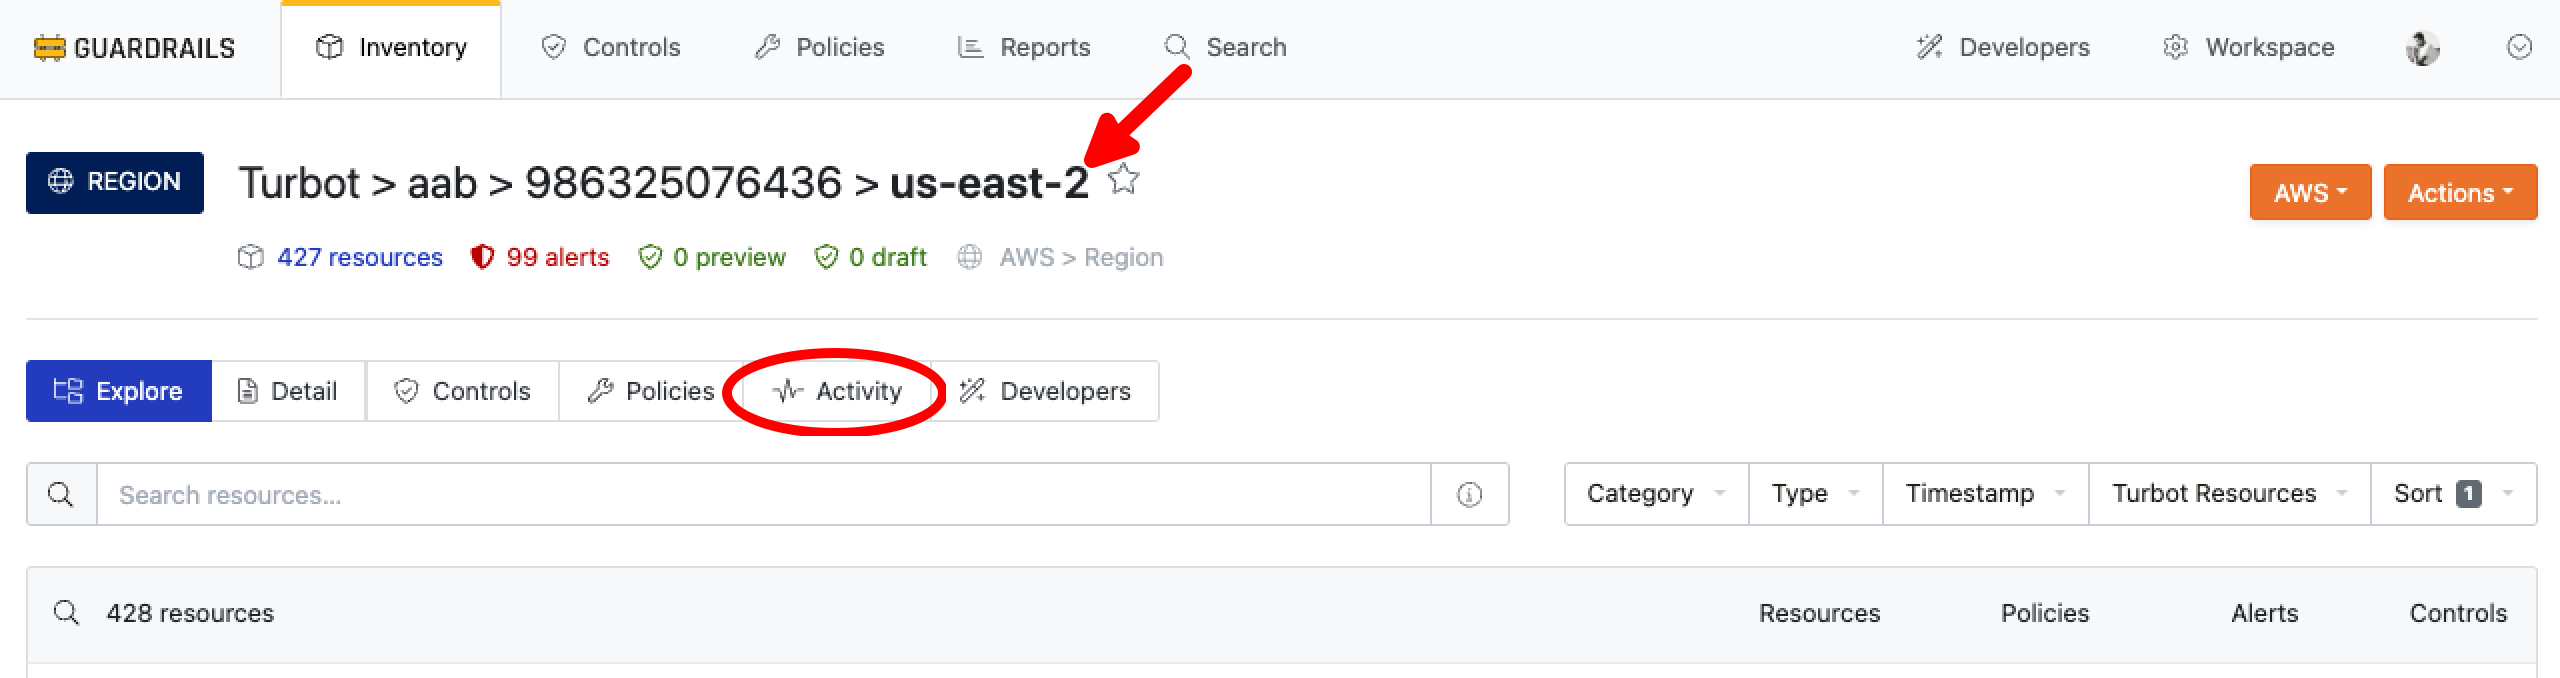 GUARDRAILS Inventory Controls Policies Reports Search Developers Workspace
REGION Turbot > aab > 986325076436 > us-east-2 AWS Actions
427 resources 99 alerts 0 preview 0 draft AWS > Region
Explore Detail Controls Policies Activity Developers
Search resources... Category Type Timestamp Turbot Resources Sort 1
428 resources Resources Policies Alerts Controls